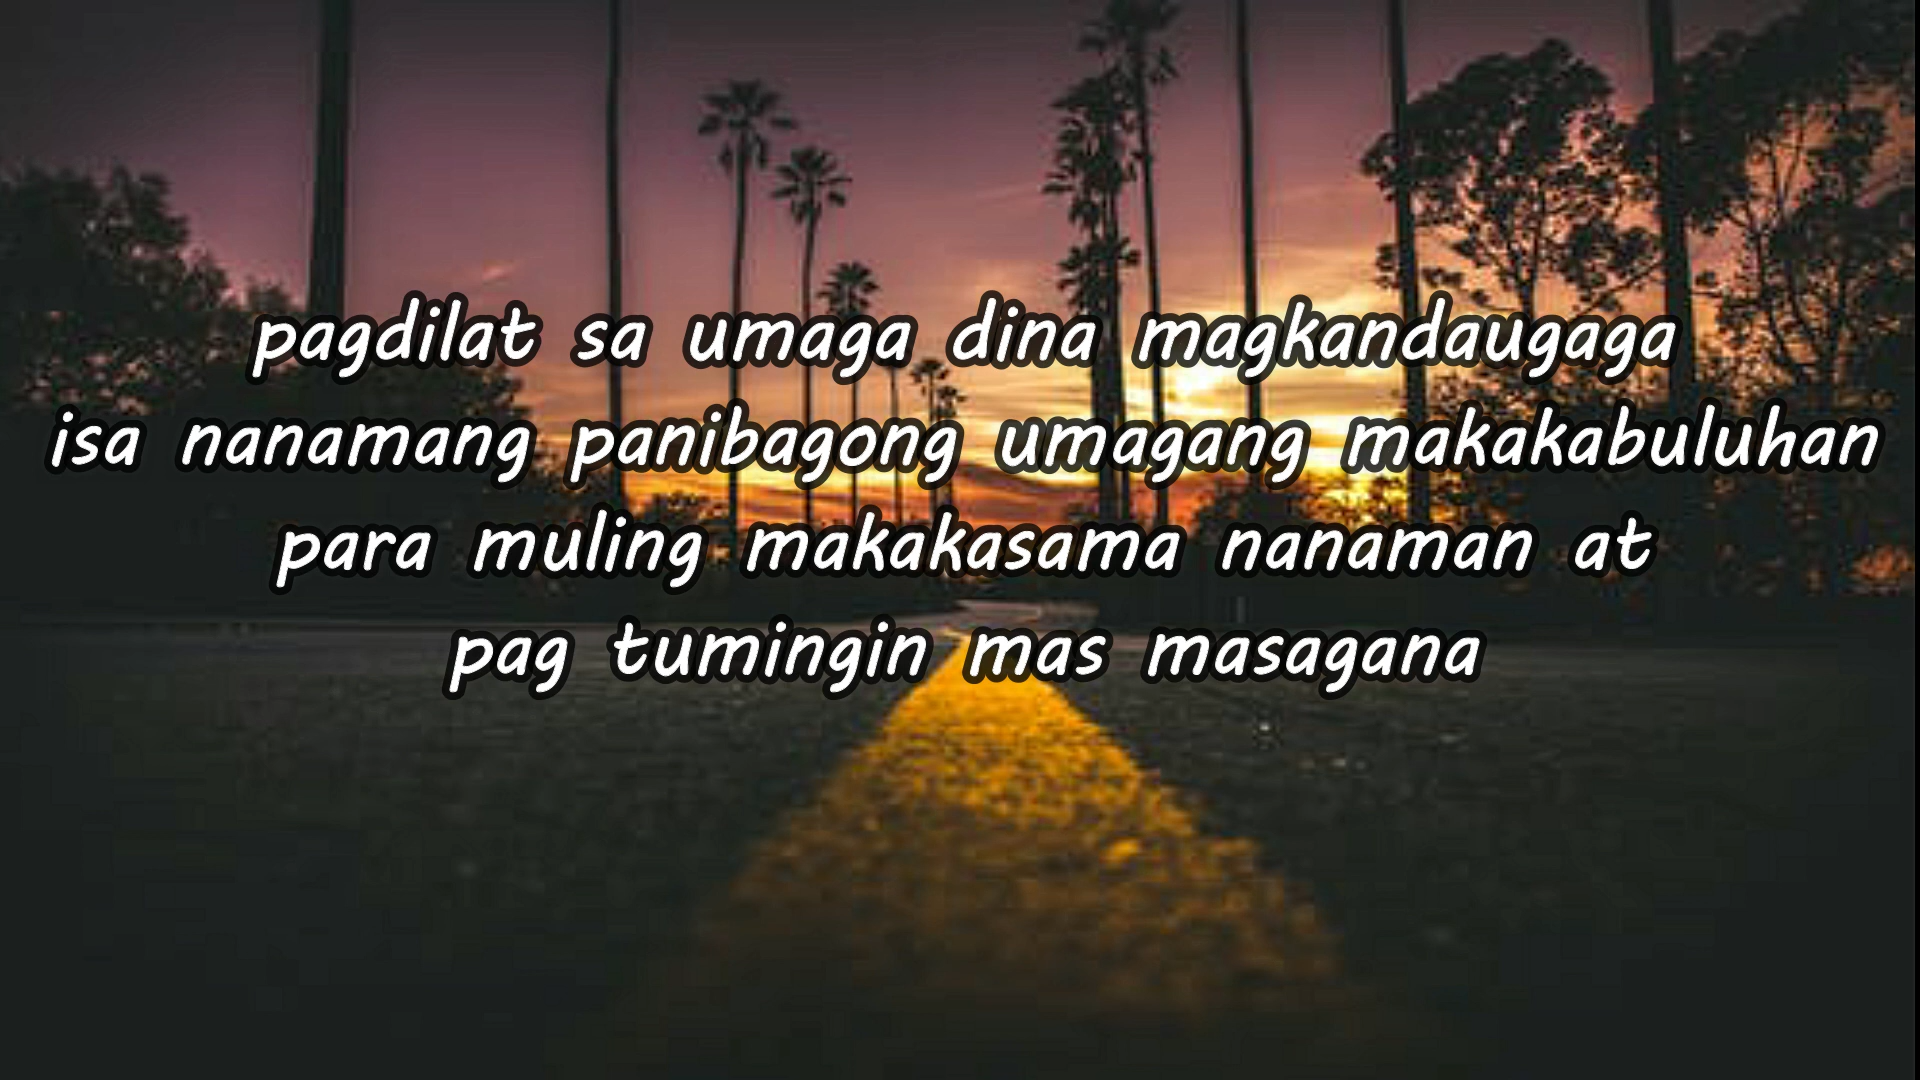 pagdilat sa umaga dina magkandaugaga
isa nanamang panibagong umagang makakabuluhan
para muling makakasama nanaman at
pag tumingin mas masagana